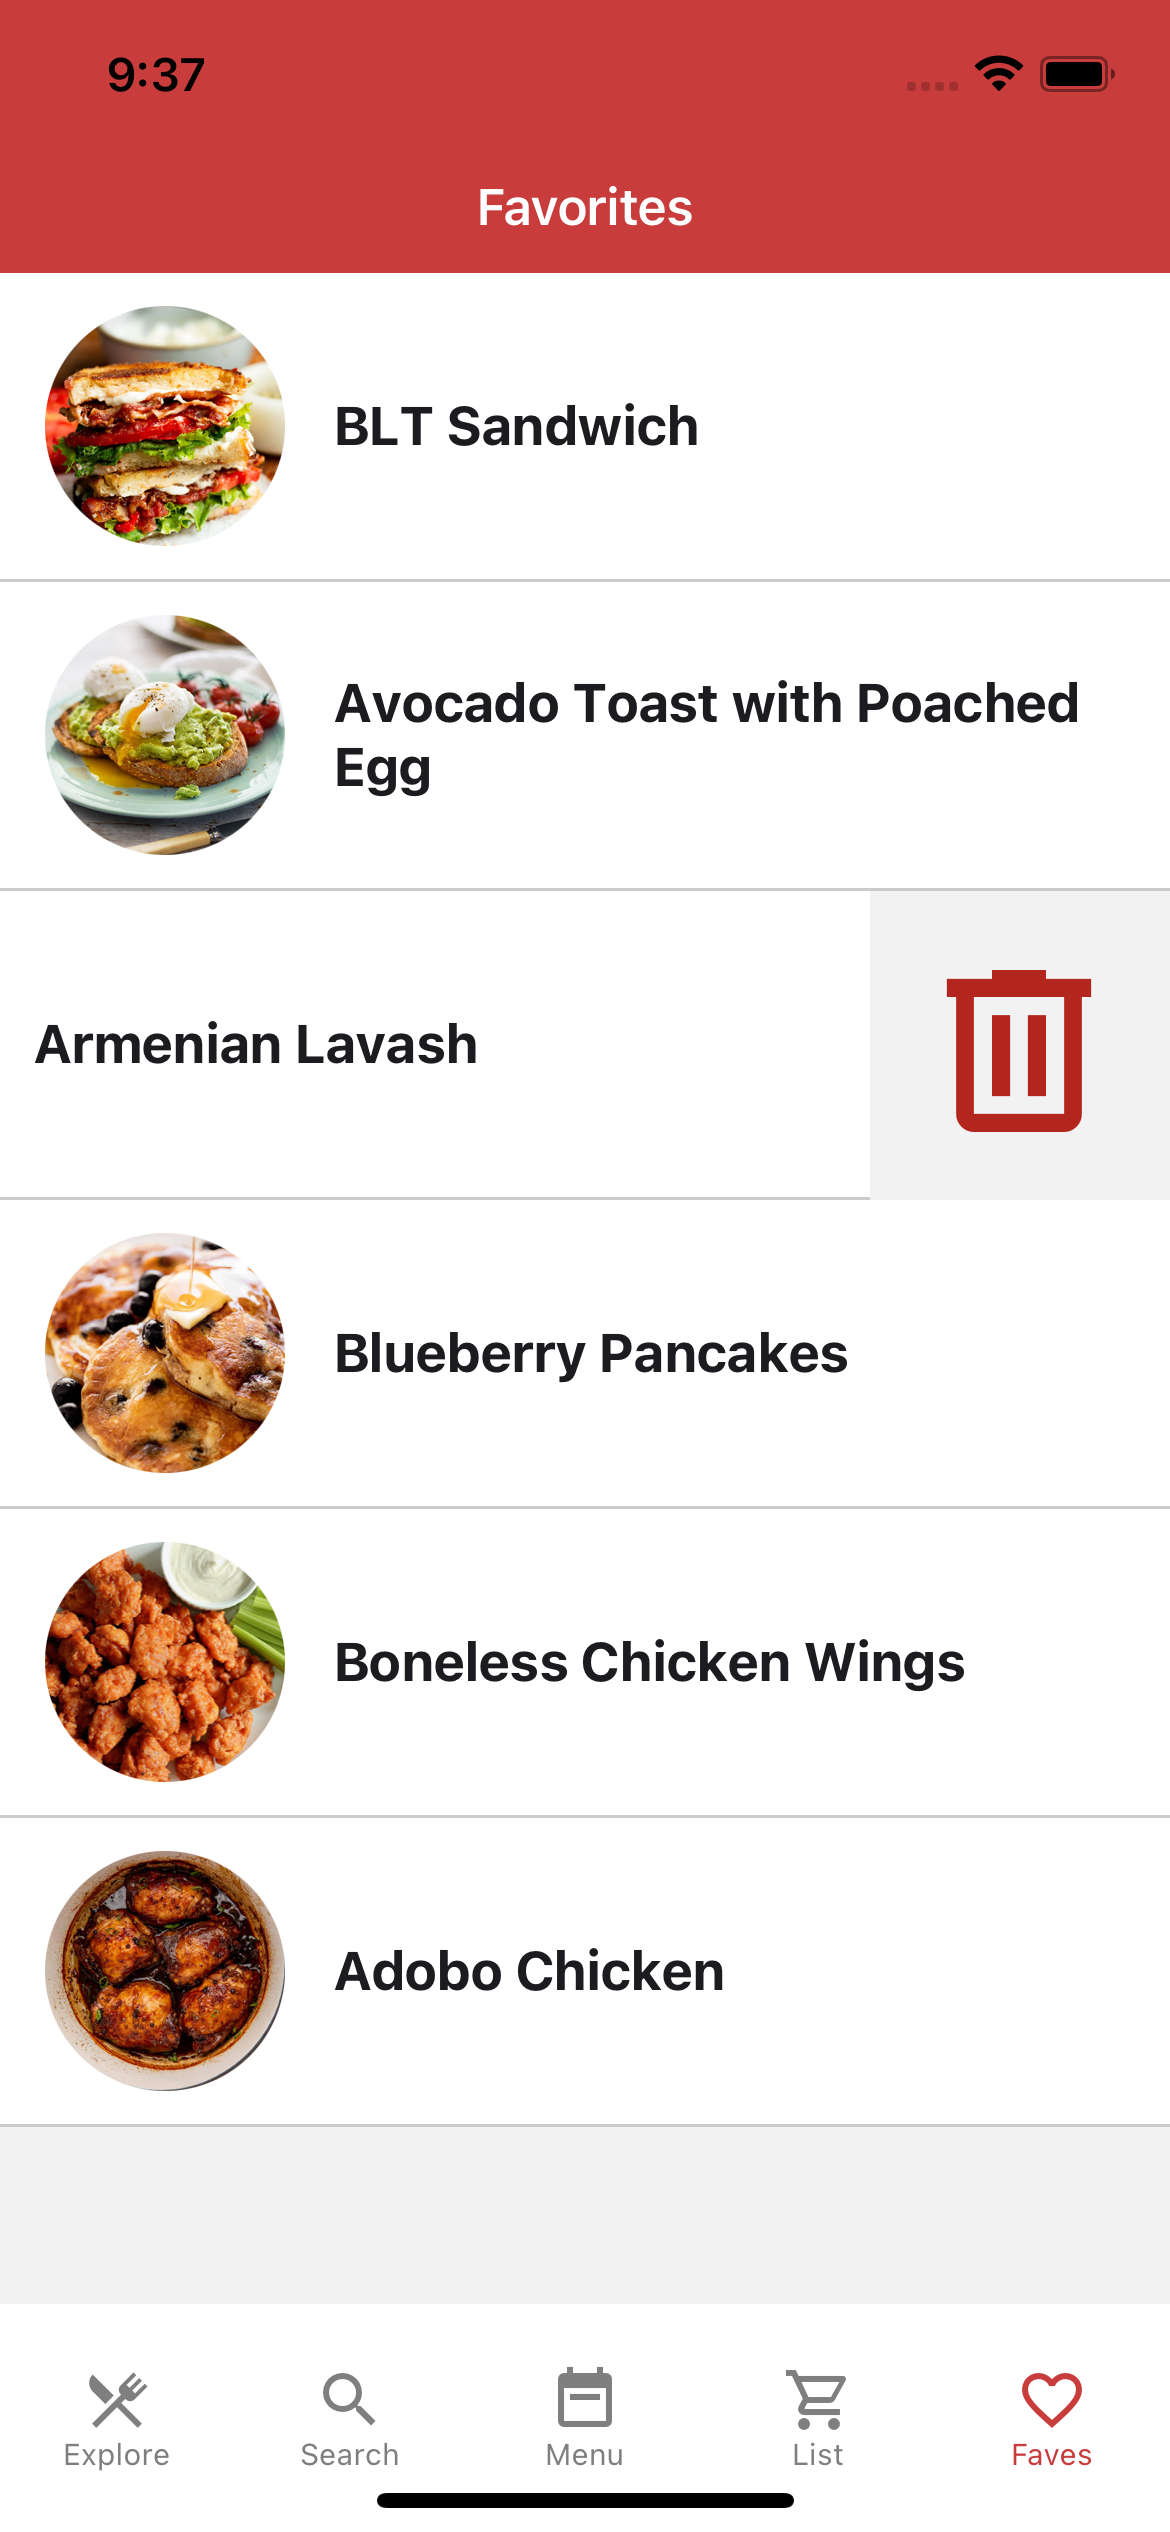 9:37
Favorites
BLT Sandwich
Avocado Toast with Poached
Egg
Armenian Lavash
Blueberry Pancakes
Boneless Chicken Wings
Adobo Chicken
Explore
Search
Menu
List
Faves